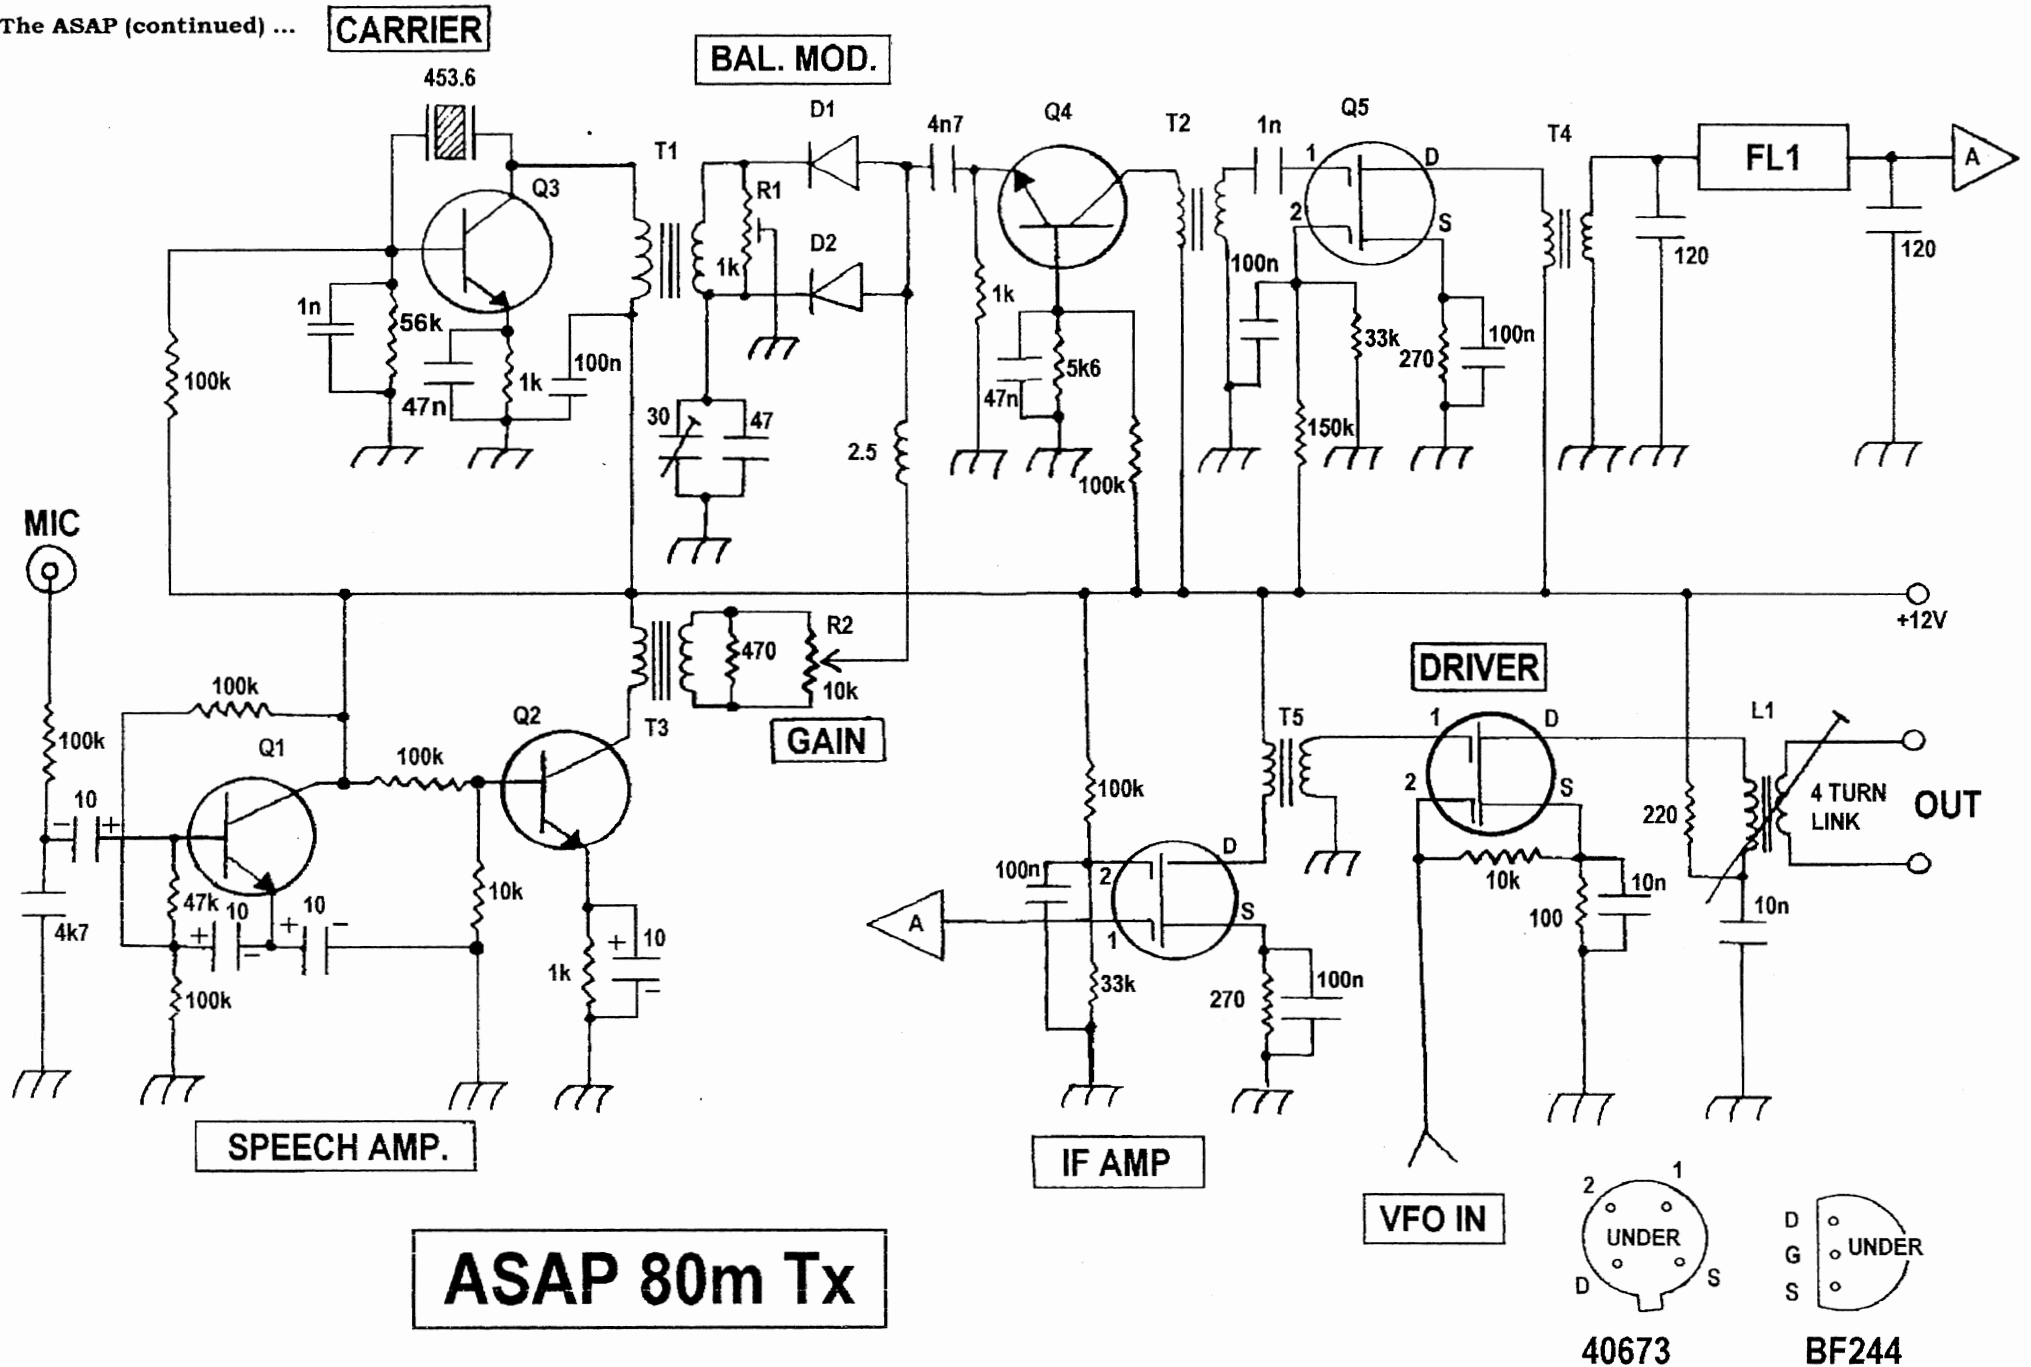 The ASAP (continued) ...
CARRIER
BAL. MOD.
453.6
Q3
T1
D1
R1
1k
D2
4n7
Q4
T2
1n
Q5
1
2
D
S
T4
FL1
A
1n
56k
100k
47n
1k
100n
30
47
2.5
1k
47n
5k6
100k
100n
33k
150k
270
100n
120
120
MIC
+12V
100k
100k
Q1
100k
Q2
T3
470
R2
10k
GAIN
10
−
+
47k
10
+
−
10
+
−
4k7
100k
10k
1k
+
10
−
SPEECH AMP.
100k
T5
DRIVER
1
2
D
S
L1
4 TURN
LINK
OUT
220
10k
100
10n
10n
100n
2
1
D
S
A
33k
270
100n
IF AMP
VFO IN
ASAP 80m Tx
2
1
UNDER
D
S
40673
D
G
S
UNDER
BF244